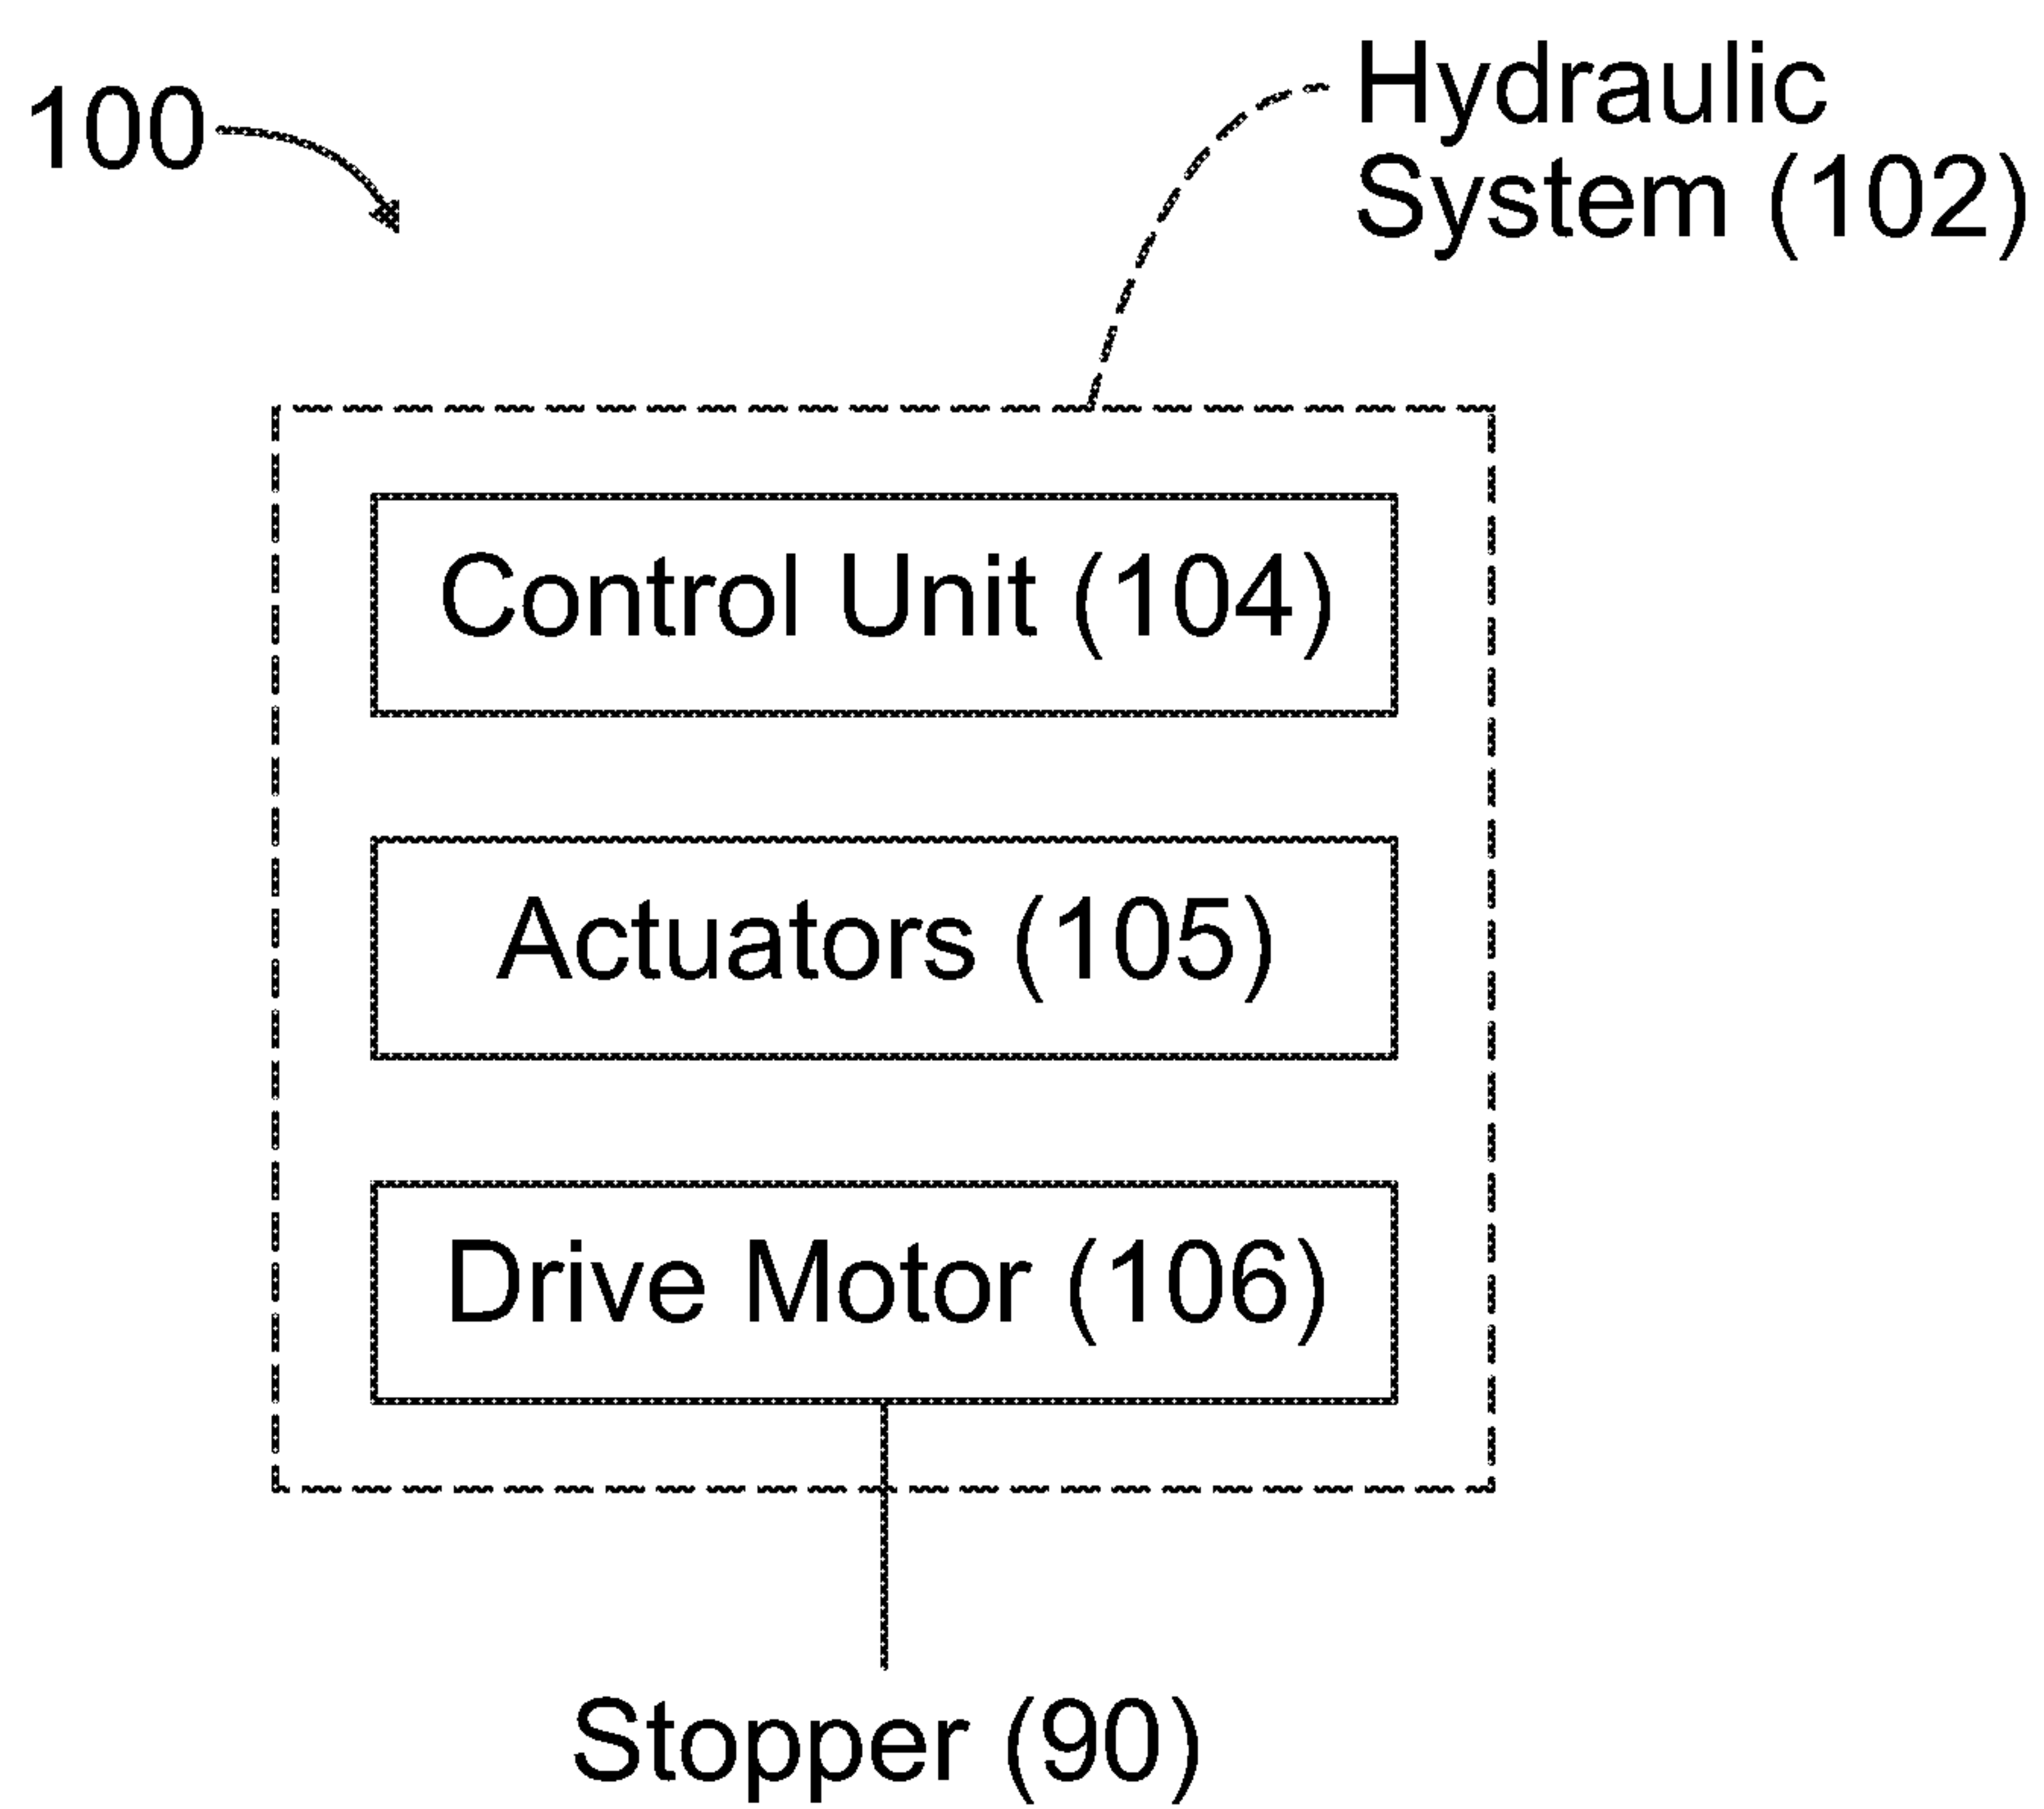 100
Hydraulic
System (102)
Control Unit (104)
Actuators (105)
Drive Motor (106)
Stopper (90)